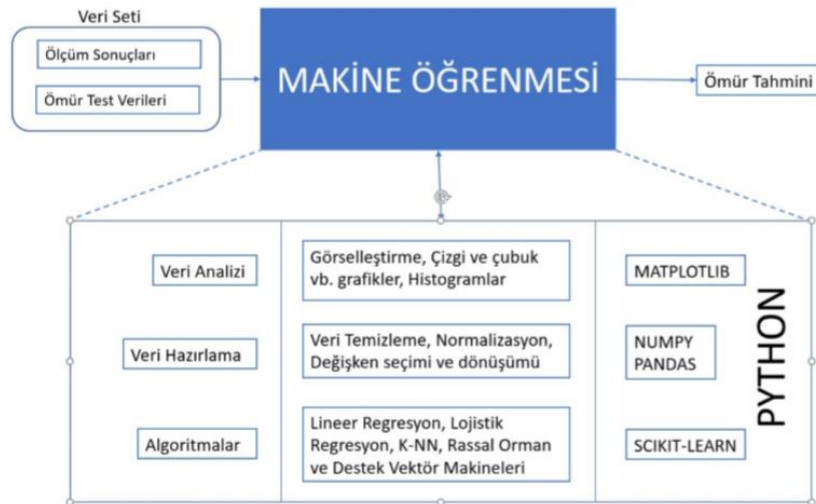 Veri Seti
Ölçüm Sonuçları
Ömür Test Verileri
MAKİNE ÖĞRENMESİ
Ömür Tahmini
Veri Analizi
Görselleştirme, Çizgi ve çubuk
vb. grafikler, Histogramlar
MATPLOTLIB
Veri Hazırlama
Veri Temizleme, Normalizasyon,
Değişken seçimi ve dönüşümü
NUMPY
PANDAS
Algoritmalar
Lineer Regresyon, Lojistik
Regresyon, K-NN, Rassal Orman
ve Destek Vektör Makineleri
SCIKIT-LEARN
PYTHON